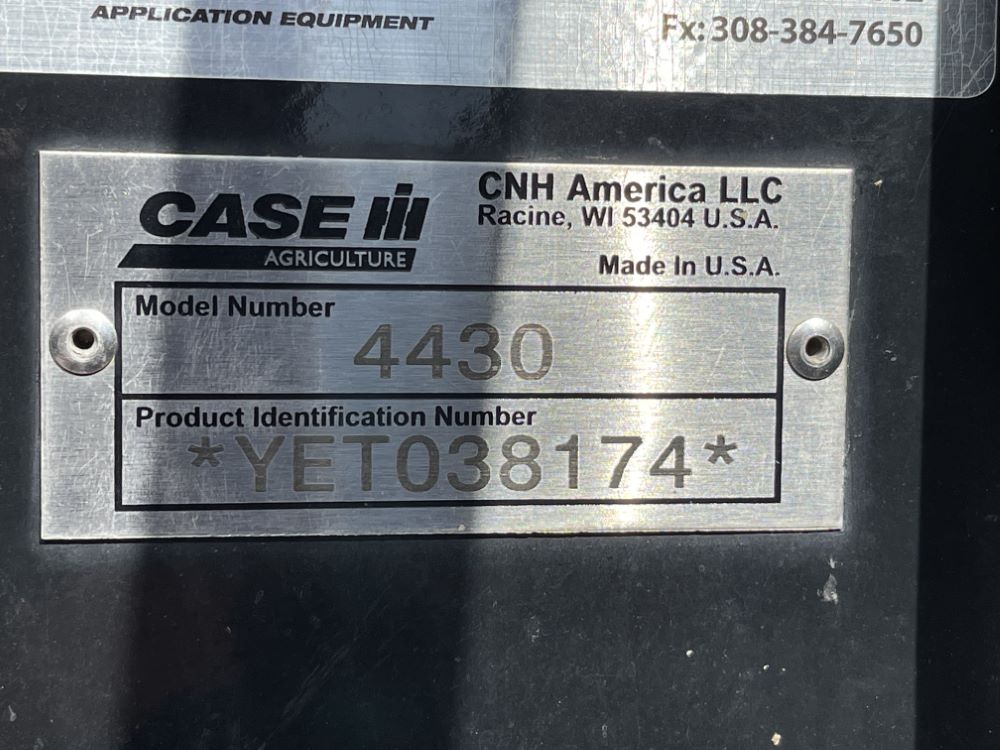 APPLICATION EQUIPMENT
Fx: 308-384-7650
CASE IH
AGRICULTURE
CNH America LLC
Racine, WI 53404 U.S.A.
Made In U.S.A.
Model Number
4430
Product Identification Number
*YET038174*